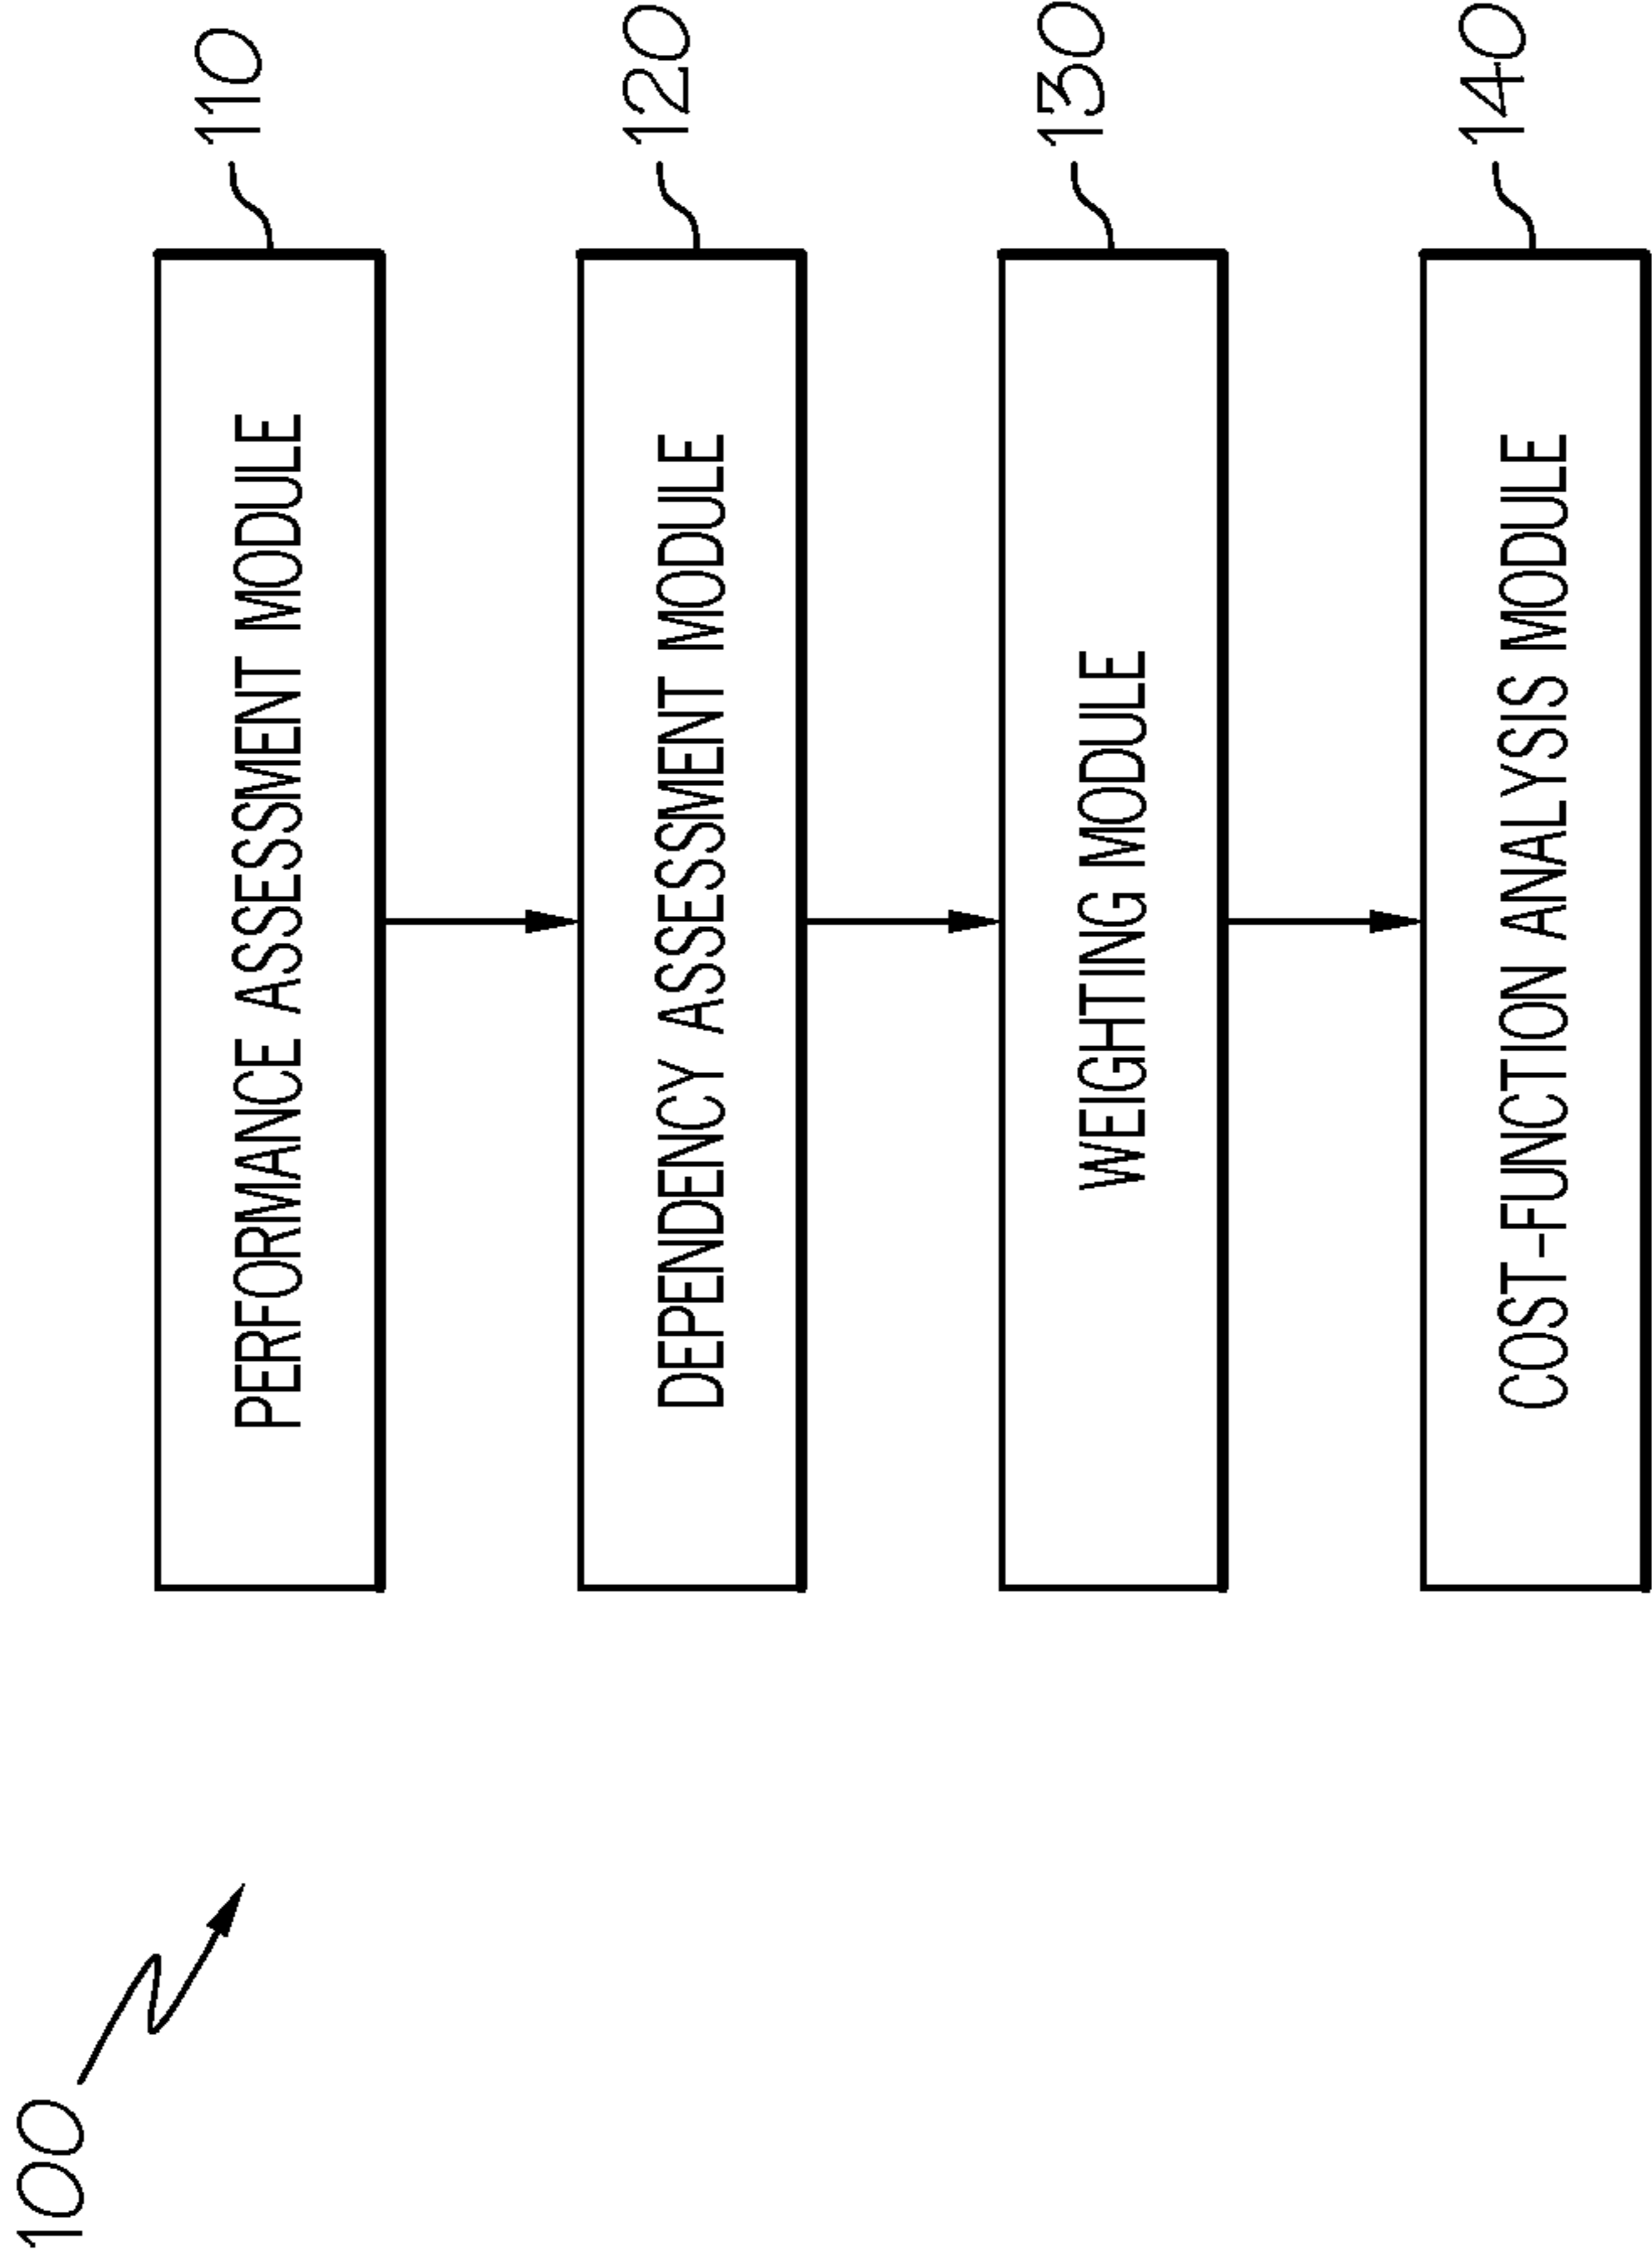 100
110
PERFORMANCE ASSESSMENT MODULE
120
DEPENDENCY ASSESSMENT MODULE
130
WEIGHTING MODULE
140
COST-FUNCTION ANALYSIS MODULE